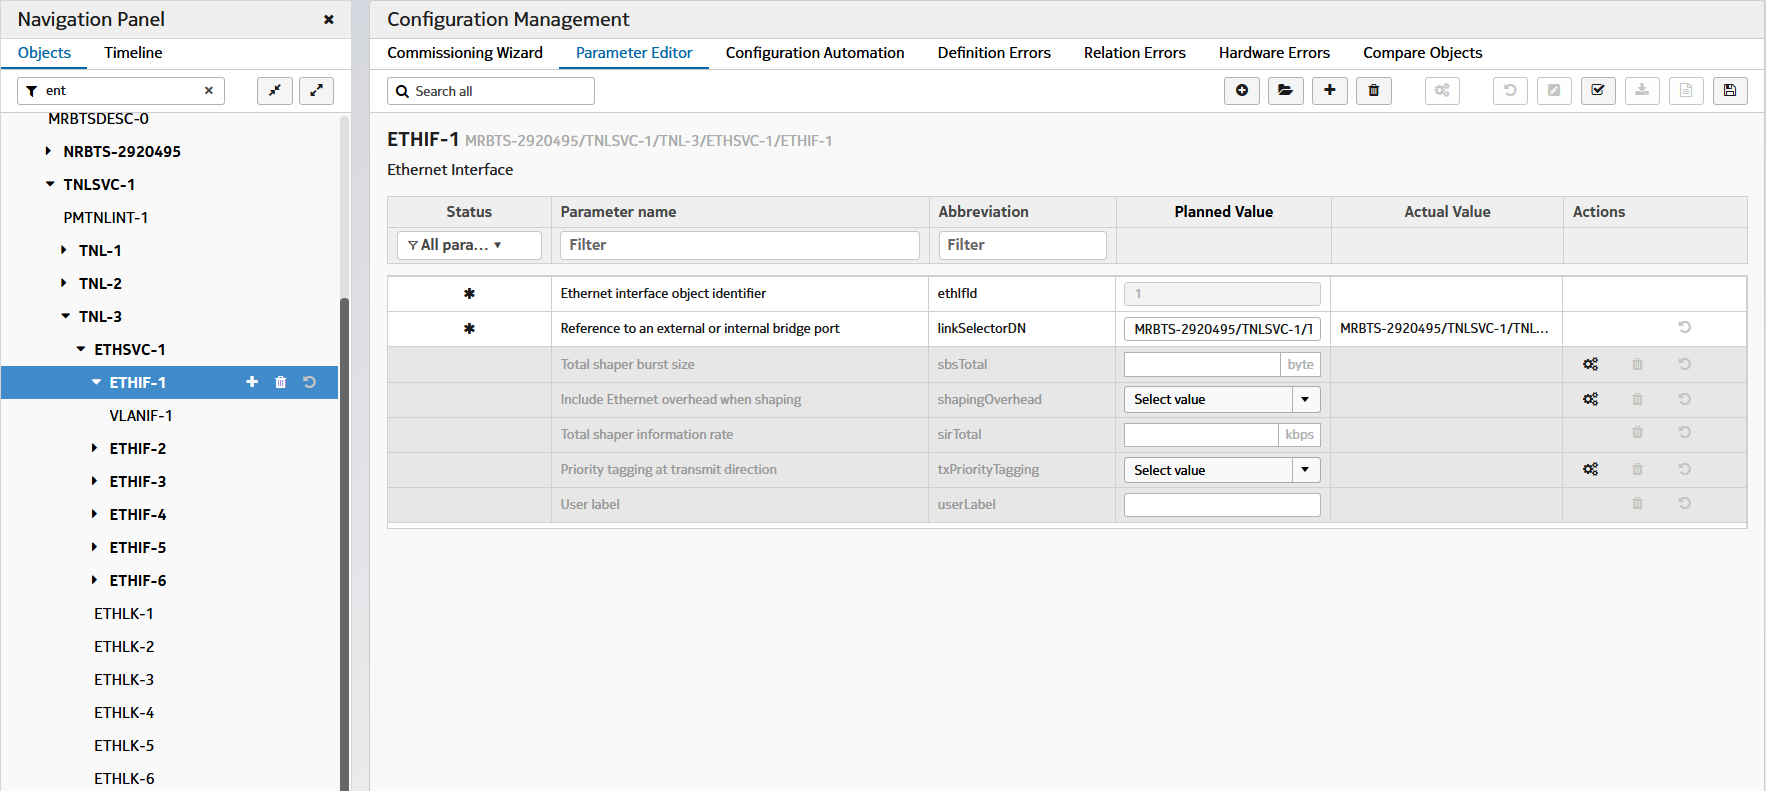 Navigation Panel
Objects Timeline
ent
MRBTSDESC-0
NRBTS-2920495
TNLSVC-1
PMTNLINT-1
TNL-1
TNL-2
TNL-3
ETHSVC-1
ETHIF-1
VLANIF-1
ETHIF-2
ETHIF-3
ETHIF-4
ETHIF-5
ETHIF-6
ETHLK-1
ETHLK-2
ETHLK-3
ETHLK-4
ETHLK-5
ETHLK-6
Configuration Management
Commissioning Wizard Parameter Editor Configuration Automation Definition Errors Relation Errors Hardware Errors Compare Objects
Search all
ETHIF-1 MRBTS-2920495/TNLSVC-1/TNL-3/ETHSVC-1/ETHIF-1
Ethernet Interface
Status Parameter name Abbreviation Planned Value Actual Value Actions
All para... Filter Filter
Ethernet interface object identifier ethIfId 1
Reference to an external or internal bridge port linkSelectorDN MRBTS-2920495/TNLSVC-1/T MRBTS-2920495/TNLSVC-1/TNL...
Total shaper burst size sbsTotal byte
Include Ethernet overhead when shaping shapingOverhead Select value
Total shaper information rate sirTotal kbps
Priority tagging at transmit direction txPriorityTagging Select value
User label userLabel